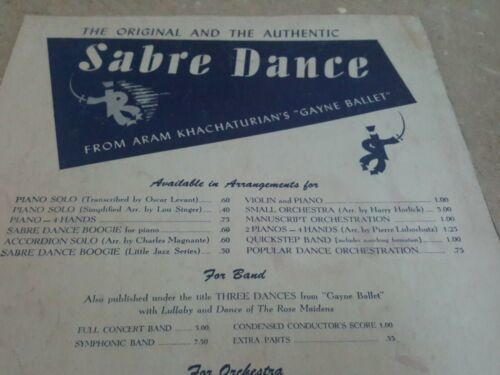 THE ORIGINAL AND THE AUTHENTIC
Sabre Dance
FROM ARAM KHACHATURIAN'S "GAYNE BALLET"
Available in Arrangements for
PIANO SOLO (Transcribed by Oscar Levant) .60
PIANO SOLO (Simplified Arr. by Lou Singer) .40
PIANO—4 HANDS .75
SABRE DANCE BOOGIE for piano .60
ACCORDION SOLO (Arr. by Charles Magnante) .60
SABRE DANCE BOOGIE (Little Jazz Series) .50
VIOLIN and PIANO 1.00
SMALL ORCHESTRA (Arr. by Harry Horlick) 3.00
MANUSCRIPT ORCHESTRATION 1.00
2 PIANOS—4 HANDS (Arr. by Pierre Luboshutz) 1.25
QUICKSTEP BAND (includes marching formation) 1.00
POPULAR DANCE ORCHESTRATION .75
For Band
Also published under the title THREE DANCES from "Gayne Ballet"
with Lullaby and Dance of The Rose Maidens
FULL CONCERT BAND 5.00
SYMPHONIC BAND 7.50
CONDENSED CONDUCTOR'S SCORE 1.00
EXTRA PARTS .35
For Orchestra